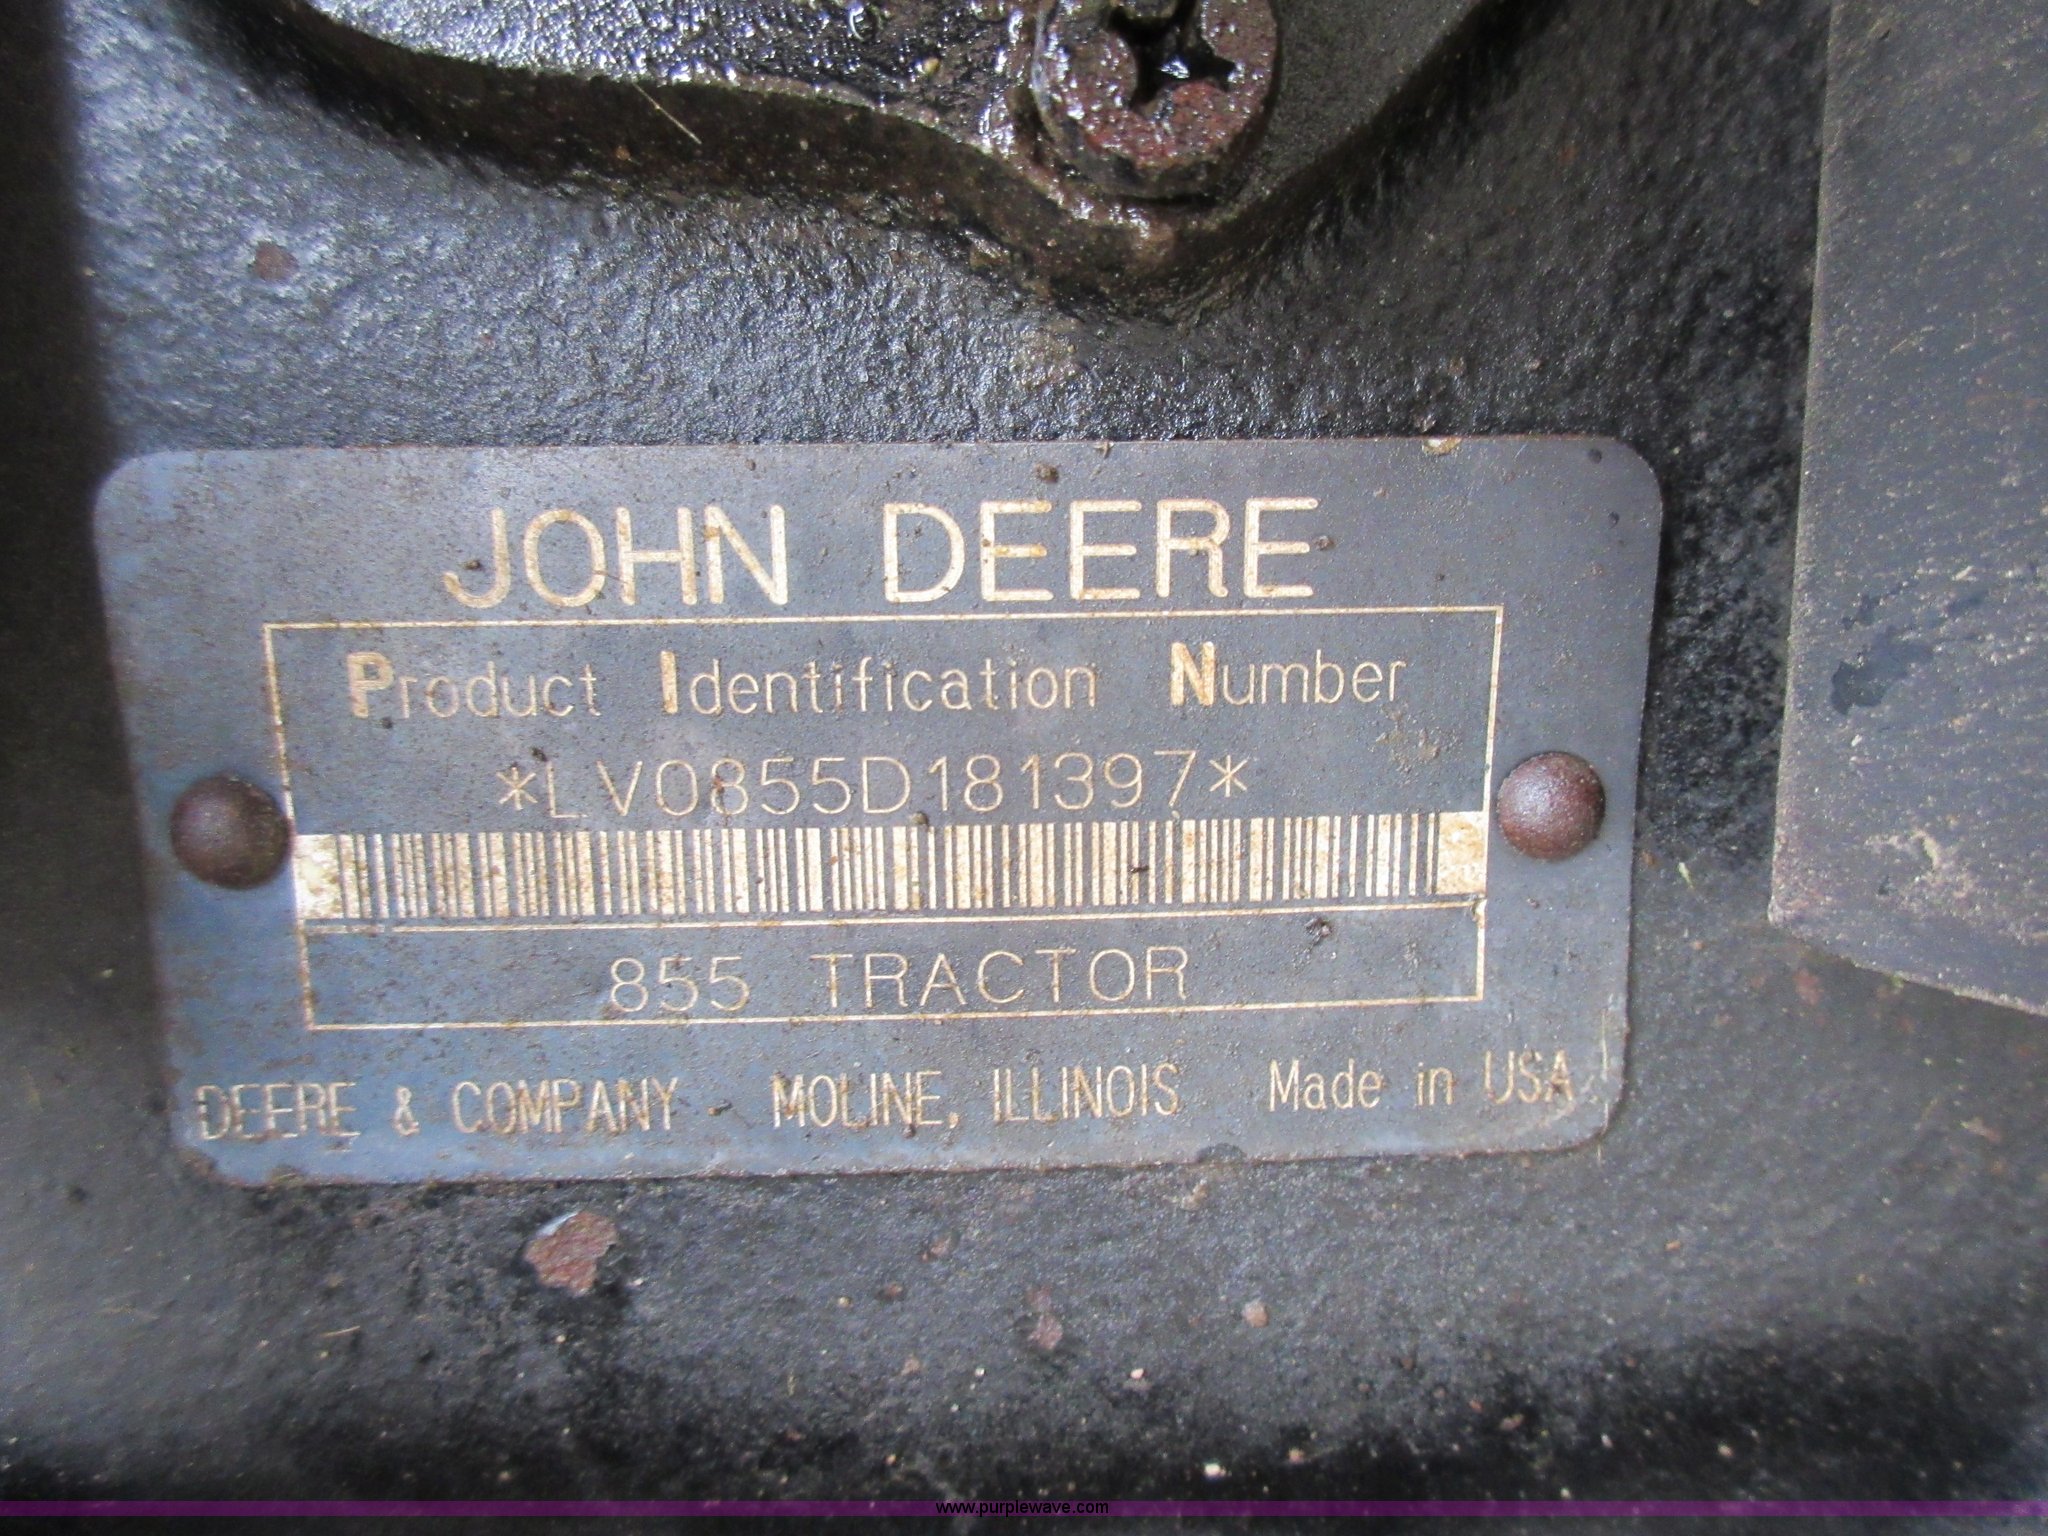 JOHN DEERE
Product Identification Number
*LV0855D181397*
855 TRACTOR
DEERE & COMPANY MOLINE, ILLINOIS Made in USA
www.purplewave.com